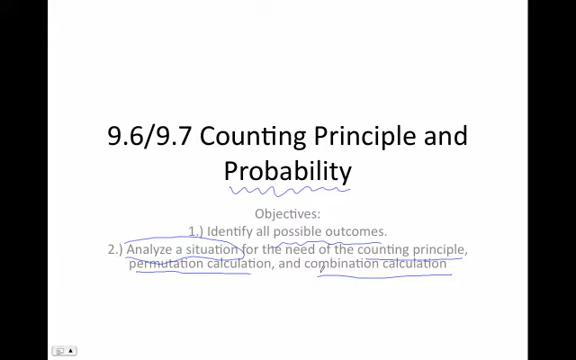 9.6/9.7 Counting Principle and
Probability
Objectives:
1.) Identify all possible outcomes.
2.) Analyze a situation for the need of the counting principle,
permutation calculation, and combination calculation